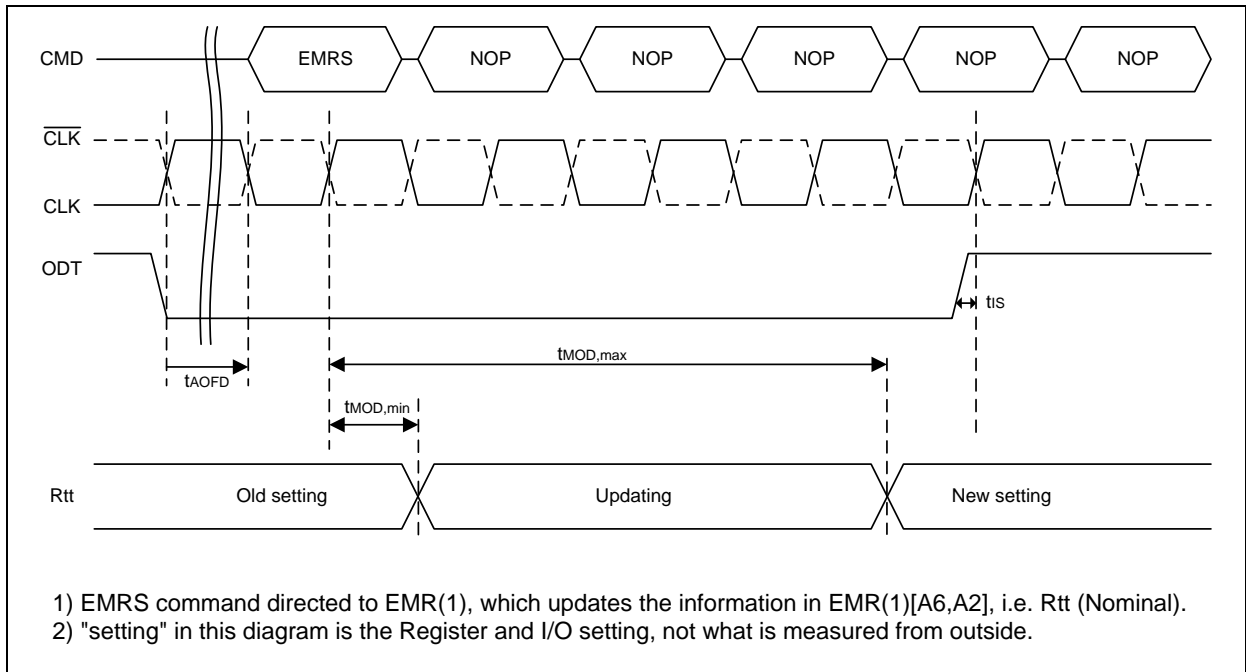 CMD EMRS NOP NOP NOP NOP NOP
CLK
CLK
ODT
tIS
tAOFD
tMOD,max
tMOD,min
Rtt Old setting Updating New setting
1) EMRS command directed to EMR(1), which updates the information in EMR(1)[A6,A2], i.e. Rtt (Nominal).
2) "setting" in this diagram is the Register and I/O setting, not what is measured from outside.